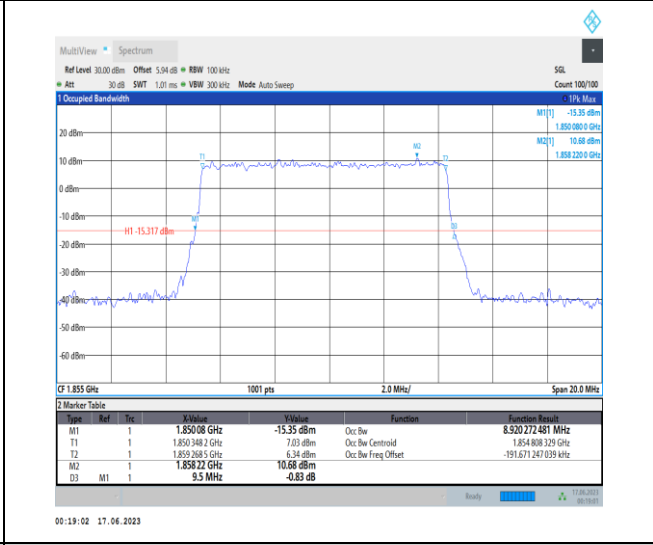 MultiView Spectrum
Ref Level 30.00 dBm Offset 5.94 dB RBW 100 kHz SGL
Att 30 dB SWT 1.01 ms VBW 300 kHz Mode Auto Sweep Count 100/100
1 Occupied Bandwidth 1Pk Max
M1[1] -15.35 dBm
1.850 080 0 GHz
M2[1] 10.68 dBm
1.858 220 0 GHz
20 dBm
M2
T1 T2
10 dBm
0 dBm
-10 dBm
M1
H1 -15.317 dBm
D3
-20 dBm
-30 dBm
-40 dBm
-50 dBm
-60 dBm
CF 1.855 GHz 1001 pts 2.0 MHz/ Span 20.0 MHz
2 Marker Table
Type Ref Trc X-Value Y-Value Function Function Result
M1 1 1.850 08 GHz -15.35 dBm Occ Bw 8.920 272 481 MHz
T1 1 1.850 348 2 GHz 7.03 dBm Occ Bw Centroid 1.854 808 329 GHz
T2 1 1.859 268 5 GHz 6.34 dBm Occ Bw Freq Offset -191.671 247 039 kHz
M2 1 1.858 22 GHz 10.68 dBm
D3 M1 1 9.5 MHz -0.83 dB
Ready 17.06.2023
00:19:01
00:19:02 17.06.2023